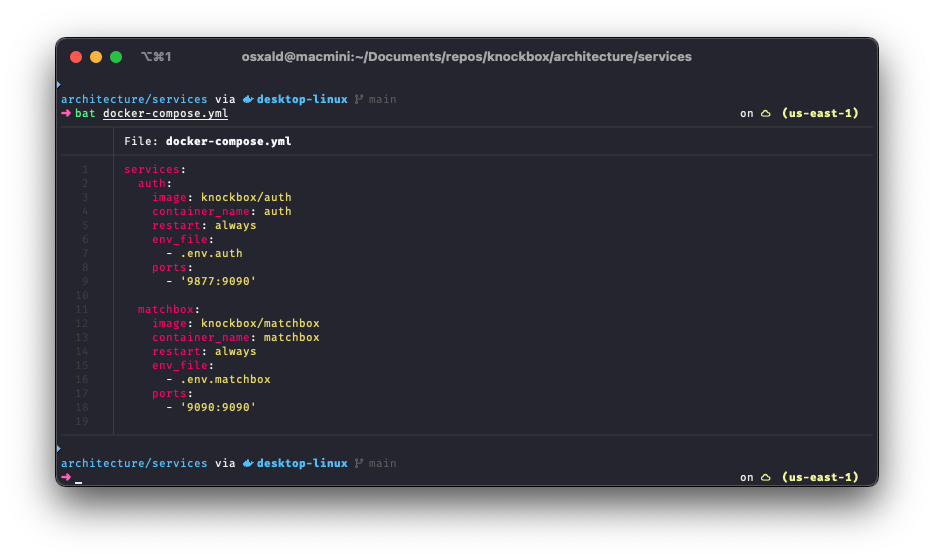 ⌥⌘1 osxald@macmini:~/Documents/repos/knockbox/architecture/services
architecture/services via desktop-linux main
➜ bat docker-compose.yml on (us-east-1)
File: docker-compose.yml
1 services:
2   auth:
3     image: knockbox/auth
4     container_name: auth
5     restart: always
6     env_file:
7       - .env.auth
8     ports:
9       - '9877:9090'
10
11   matchbox:
12     image: knockbox/matchbox
13     container_name: matchbox
14     restart: always
15     env_file:
16       - .env.matchbox
17     ports:
18       - '9090:9090'
19
architecture/services via desktop-linux main
➜ _ on (us-east-1)